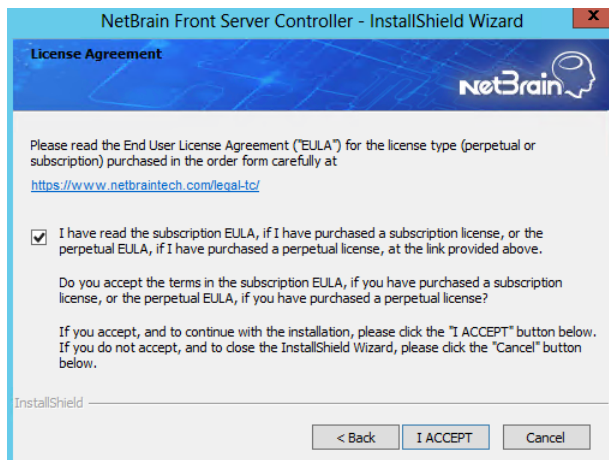 NetBrain Front Server Controller - InstallShield Wizard
x
License Agreement
NetBrain
Please read the End User License Agreement ("EULA") for the license type (perpetual or
subscription) purchased in the order form carefully at
https://www.netbraintech.com/legal-tc/
I have read the subscription EULA, if I have purchased a subscription license, or the
perpetual EULA, if I have purchased a perpetual license, at the link provided above.
Do you accept the terms in the subscription EULA, if you have purchased a subscription
license, or the perpetual EULA, if you have purchased a perpetual license?
If you accept, and to continue with the installation, please click the "I ACCEPT" button below.
If you do not accept, and to close the InstallShield Wizard, please click the "Cancel" button
below.
InstallShield
< Back I ACCEPT Cancel